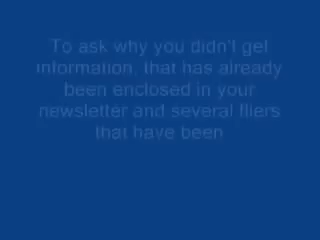 To ask why you didn't get
information, that has already
been enclosed in your
newsletter and several fliers
that have been